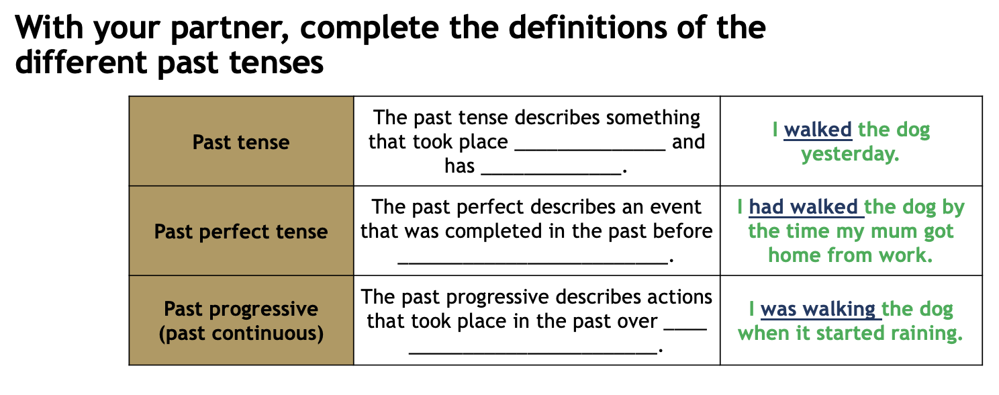 With your partner, complete the definitions of the
different past tenses
Past tense
The past tense describes something
that took place ______________ and
has _____________.
I walked the dog
yesterday.
Past perfect tense
The past perfect describes an event
that was completed in the past before
_________________________.
I had walked the dog by
the time my mum got
home from work.
Past progressive
(past continuous)
The past progressive describes actions
that took place in the past over ____
_______________________.
I was walking the dog
when it started raining.